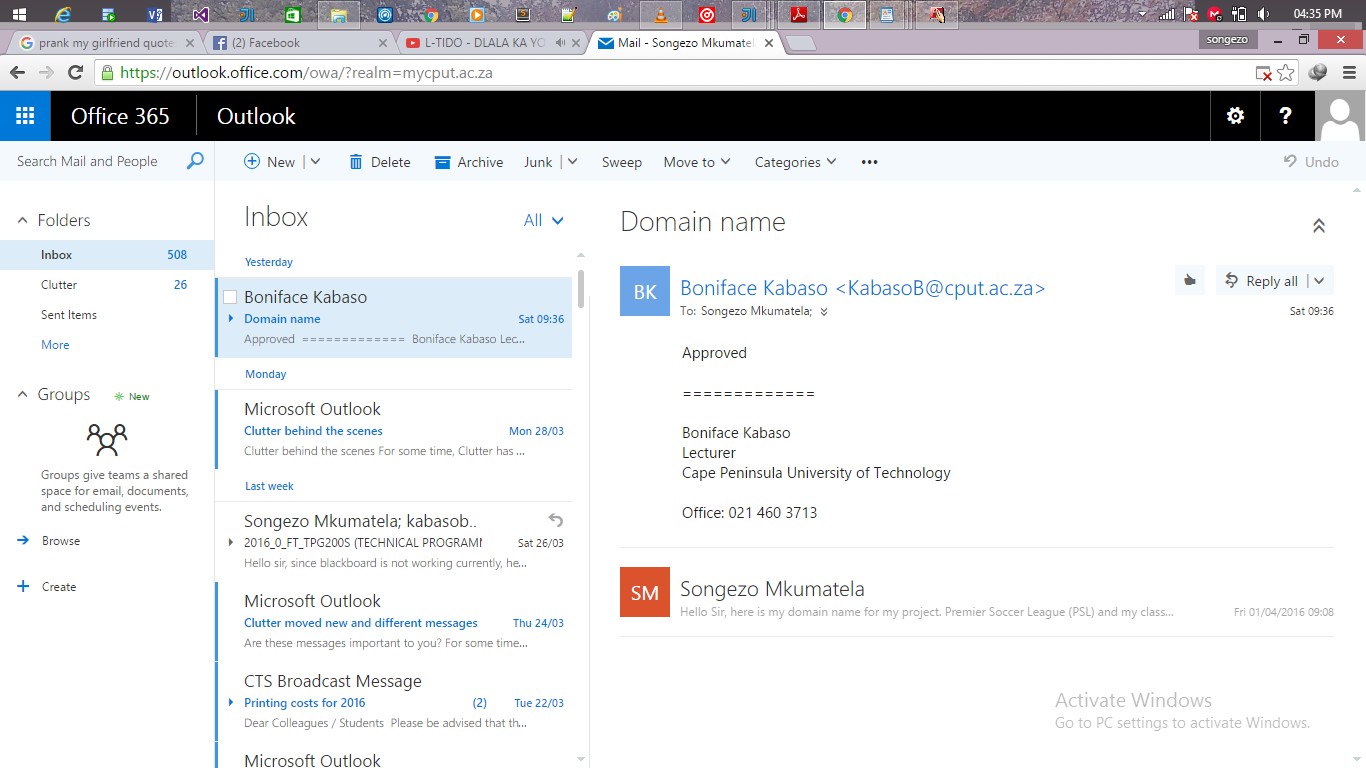 04:35 PM
prank my girlfriend quote
(2) Facebook
L-TIDO - DLALA KA YO
Mail - Songezo Mkumatel
songezo
https://outlook.office.com/owa/?realm=mycput.ac.za
Office 365
Outlook
?
Search Mail and People
New
Delete
Archive
Junk
Sweep
Move to
Categories
•••
Undo
Folders
Inbox 508
Clutter 26
Sent Items
More
Groups New
Groups give teams a shared
space for email, documents,
and scheduling events.
Browse
Create
Inbox
All
Yesterday
Boniface Kabaso
Domain name Sat 09:36
Approved ============= Boniface Kabaso Lec...
Monday
Microsoft Outlook
Clutter behind the scenes Mon 28/03
Clutter behind the scenes For some time, Clutter has ...
Last week
Songezo Mkumatela; kabasob..
2016_0_FT_TPG200S (TECHNICAL PROGRAMM Sat 26/03
Hello sir, since blackboard is not working currently, he...
Microsoft Outlook
Clutter moved new and different messages Thu 24/03
Are these messages important to you? For some time...
CTS Broadcast Message
Printing costs for 2016 (2) Tue 22/03
Dear Colleagues / Students Please be advised that th...
Microsoft Outlook
Domain name
BK
Boniface Kabaso <KabasoB@cput.ac.za>
Reply all
To: Songezo Mkumatela;
Sat 09:36
Approved
=============
Boniface Kabaso
Lecturer
Cape Peninsula University of Technology
Office: 021 460 3713
SM
Songezo Mkumatela
Hello Sir, here is my domain name for my project. Premier Soccer League (PSL) and my class... Fri 01/04/2016 09:08
Activate Windows
Go to PC settings to activate Windows.